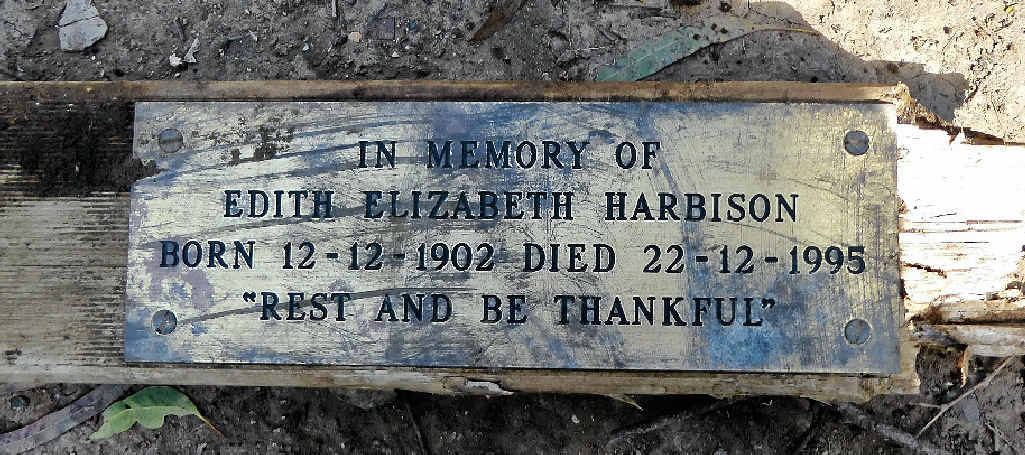 IN MEMORY OF
EDITH ELIZABETH HARBISON
BORN 12-12-1902 DIED 22-12-1995
"REST AND BE THANKFUL"